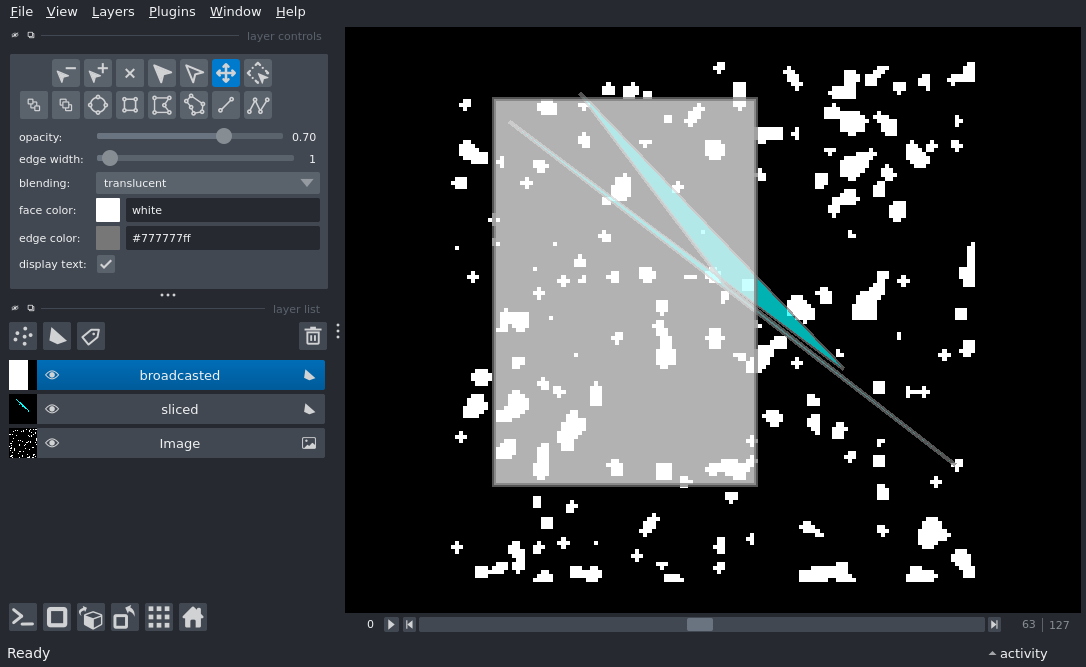 File View Layers Plugins Window Help
layer controls
opacity: 0.70
edge width: 1
blending: translucent
face color: white
edge color: #777777ff
display text:
layer list
broadcasted
sliced
Image
0 63 | 127
Ready activity